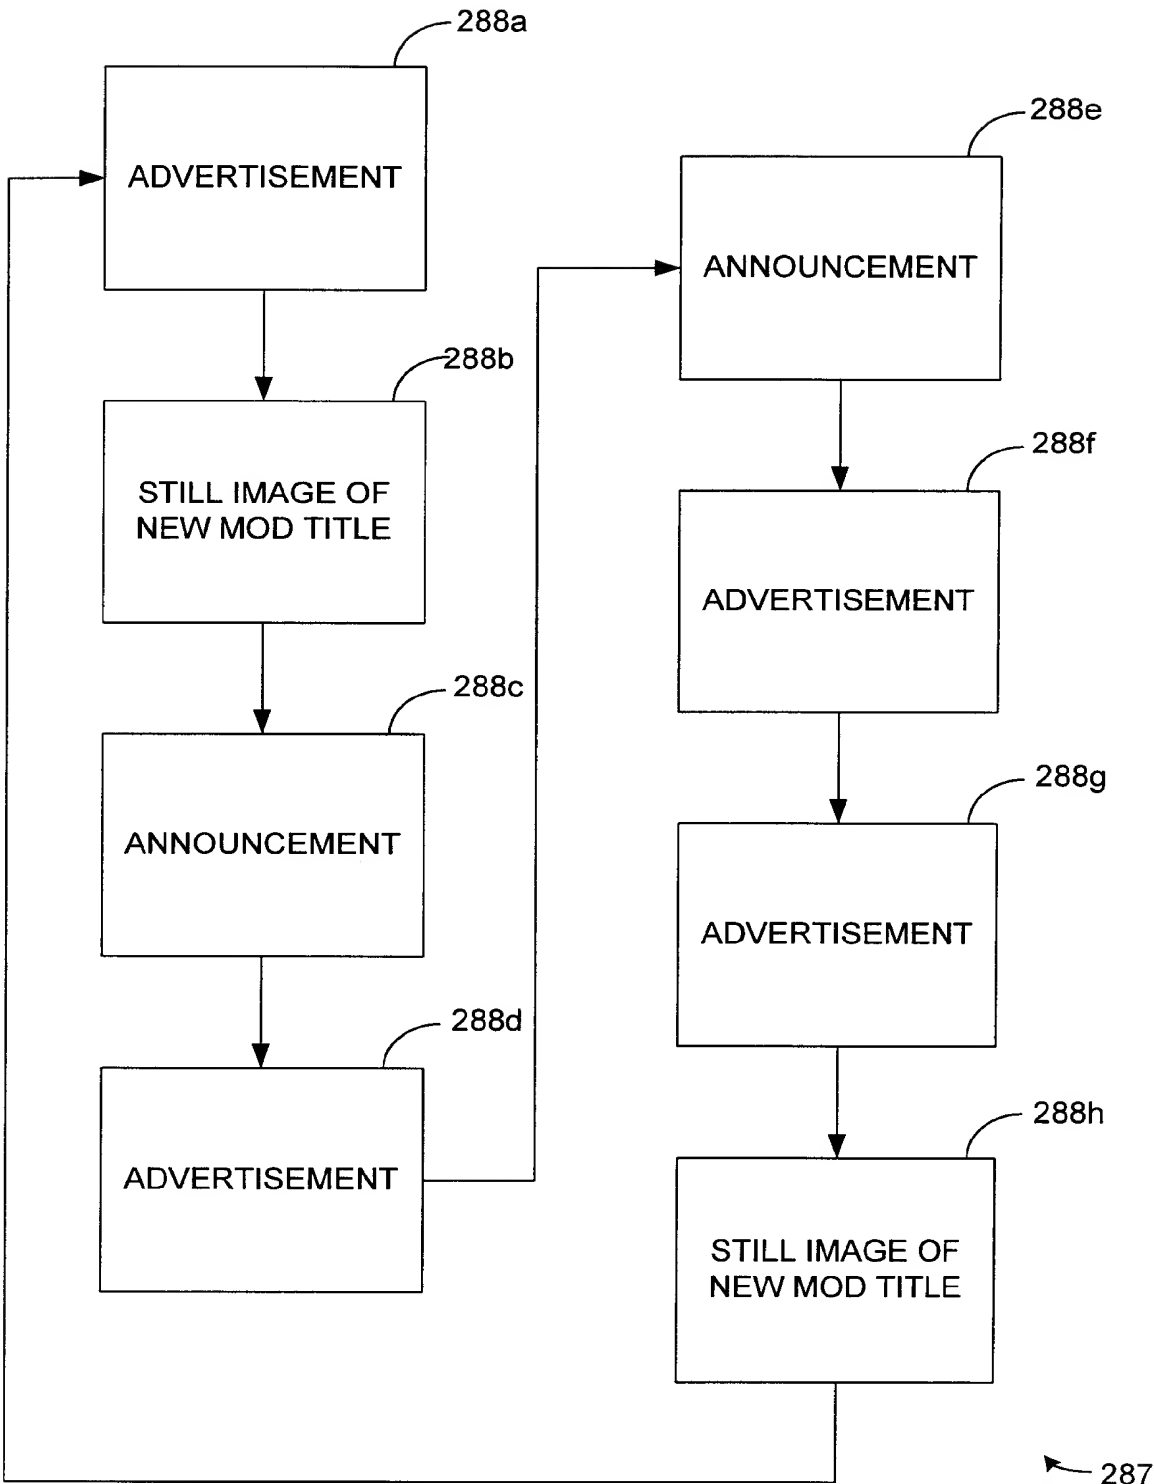 288a
ADVERTISEMENT
288b
STILL IMAGE OF
NEW MOD TITLE
288c
ANNOUNCEMENT
288d
ADVERTISEMENT
288e
ANNOUNCEMENT
288f
ADVERTISEMENT
288g
ADVERTISEMENT
288h
STILL IMAGE OF
NEW MOD TITLE
287